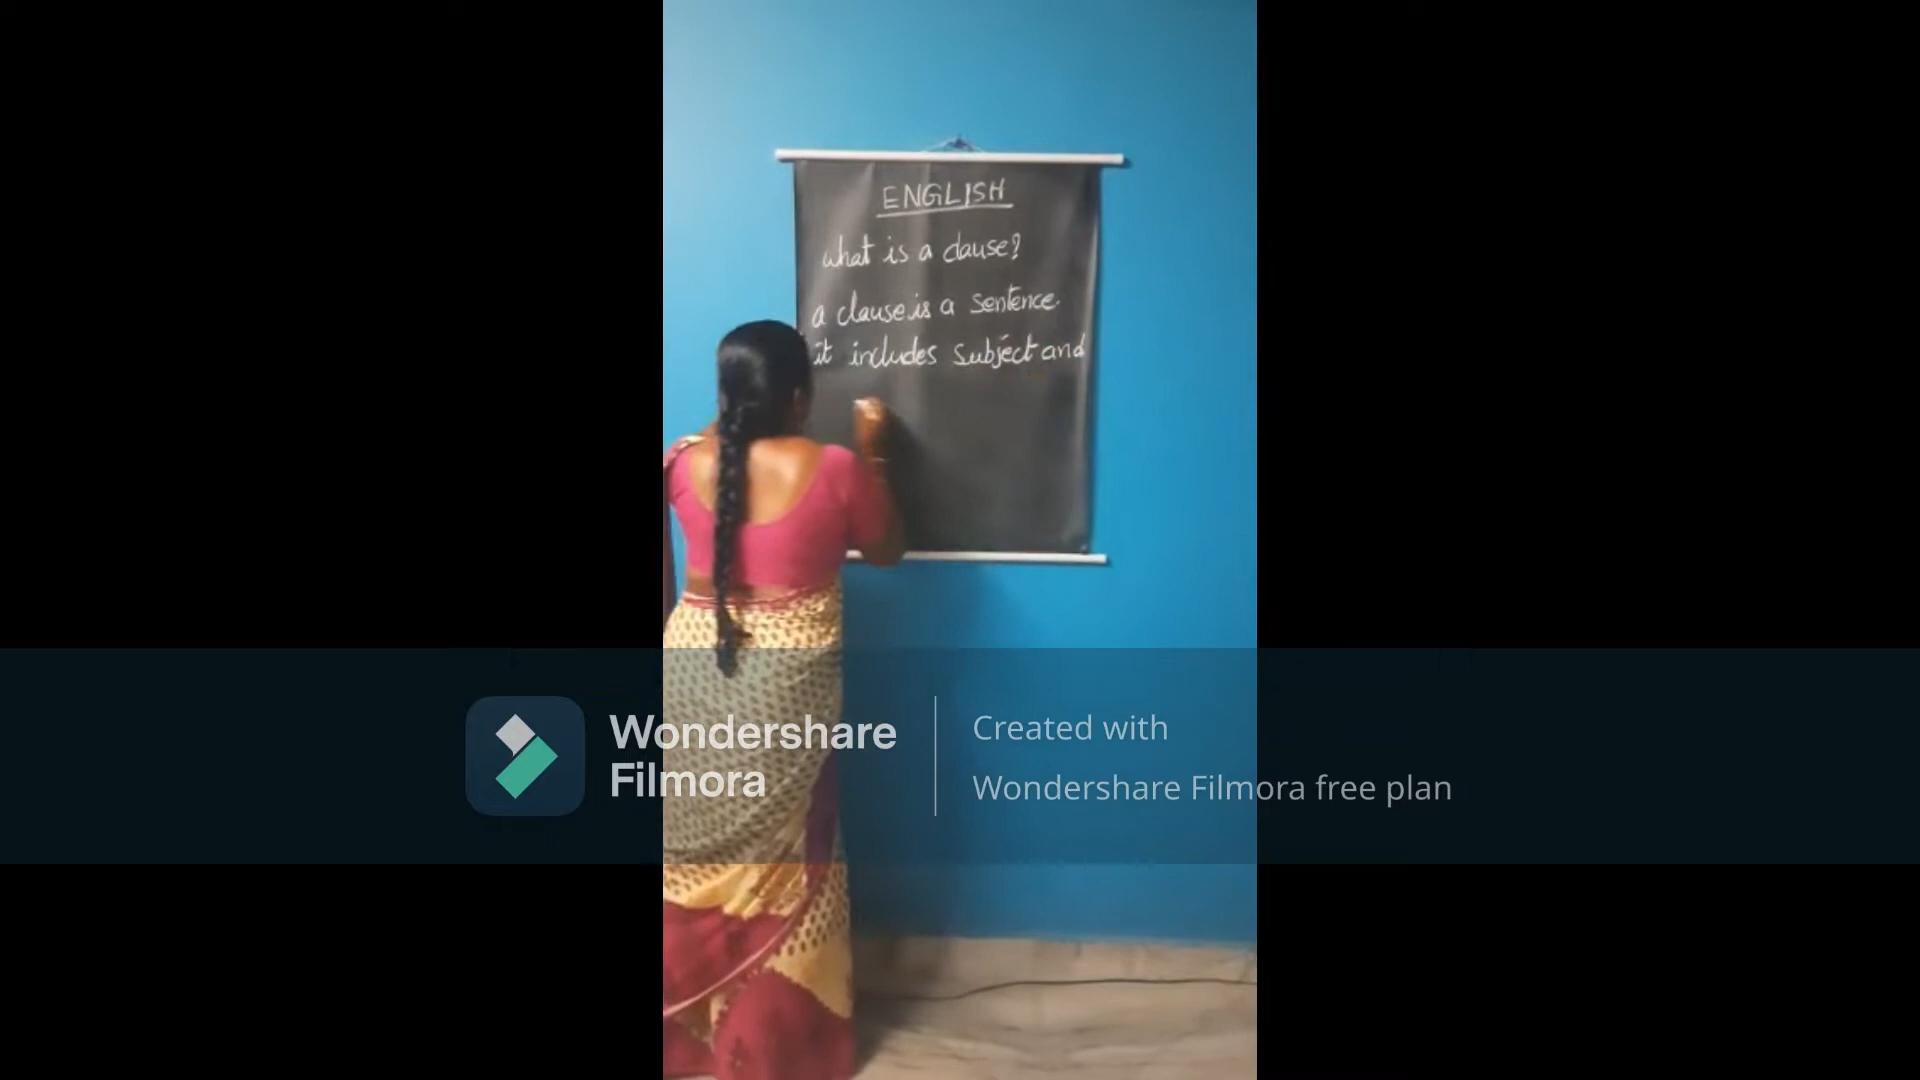 ENGLISH
what is a clause?
a clause is a sentence.
it includes subject and
Wondershare
Filmora
Created with
Wondershare Filmora free plan